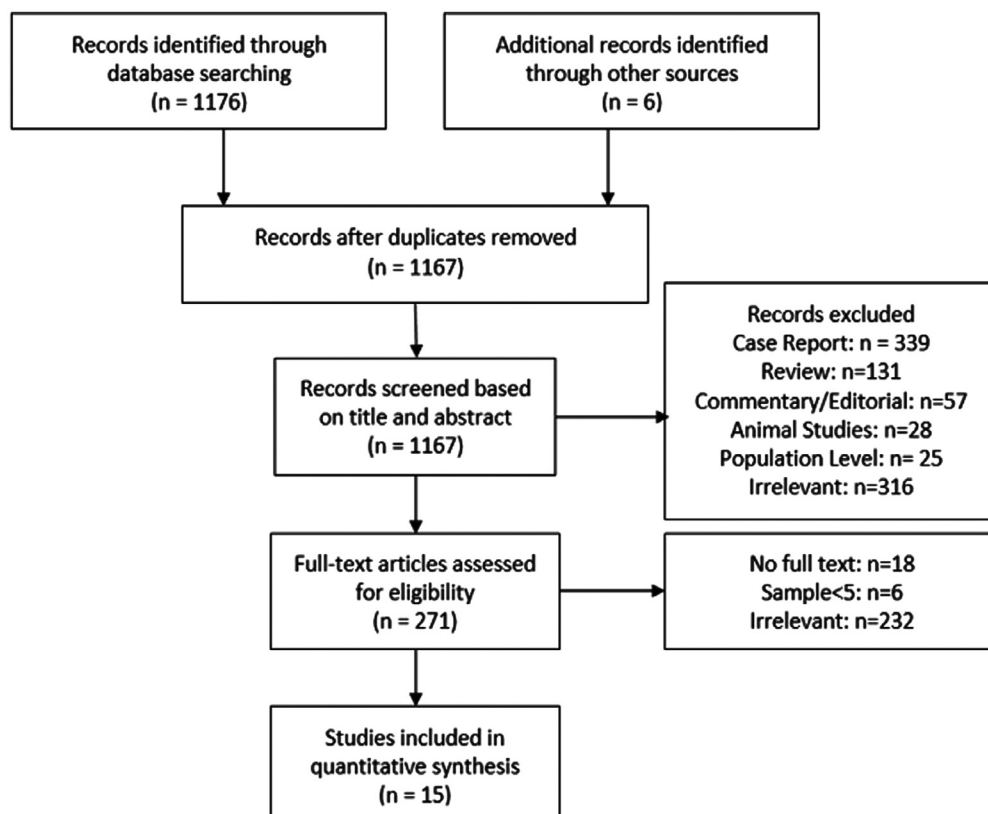 Records identified through
database searching
(n = 1176)
Additional records identified
through other sources
(n = 6)
Records after duplicates removed
(n = 1167)
Records screened based
on title and abstract
(n = 1167)
Records excluded
Case Report: n = 339
Review: n=131
Commentary/Editorial: n=57
Animal Studies: n=28
Population Level: n= 25
Irrelevant: n=316
Full-text articles assessed
for eligibility
(n = 271)
No full text: n=18
Sample<5: n=6
Irrelevant: n=232
Studies included in
quantitative synthesis
(n = 15)